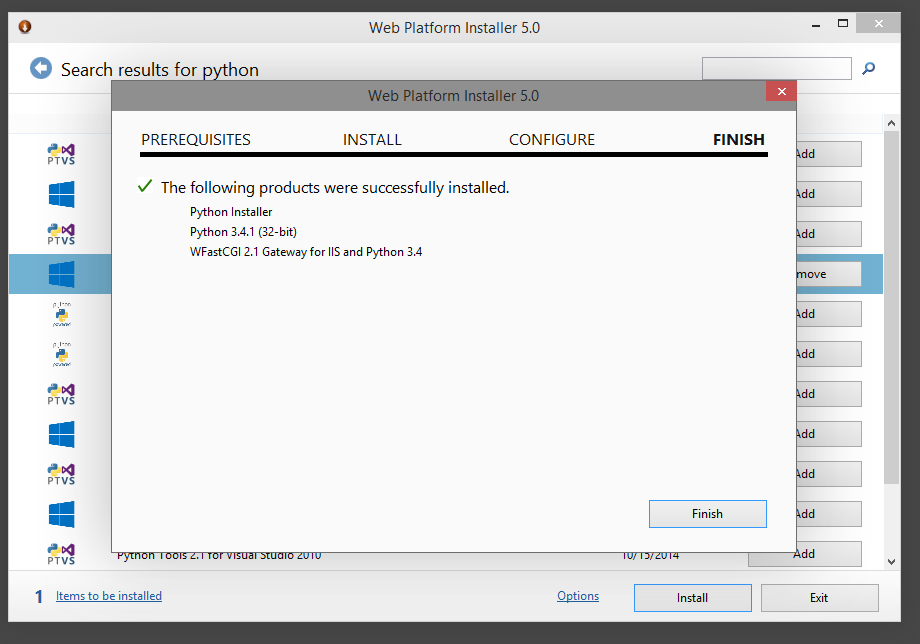 Web Platform Installer 5.0
Search results for python
Web Platform Installer 5.0
PREREQUISITES INSTALL CONFIGURE FINISH
The following products were successfully installed.
Python Installer
Python 3.4.1 (32-bit)
WFastCGI 2.1 Gateway for IIS and Python 3.4
Finish
PTVS Add
Add
PTVS Add
move
python powered Add
python powered Add
PTVS Add
Add
PTVS Add
Add
PTVS Python Tools 2.1 for Visual Studio 2010 10/15/2014 Add
1 Items to be installed Options Install Exit